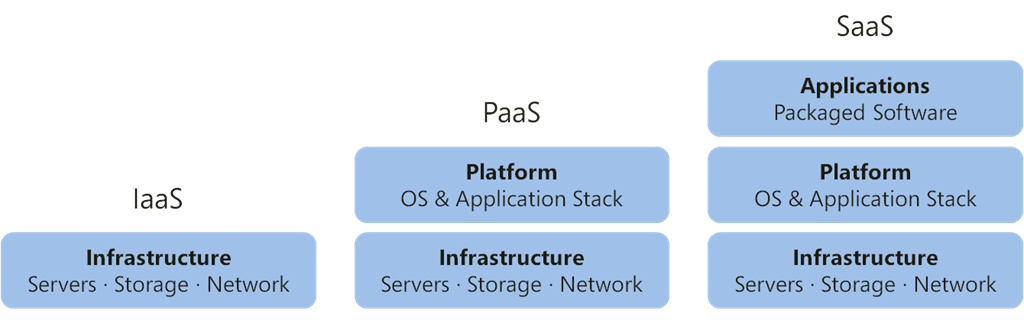 IaaS
Infrastructure
Servers · Storage · Network
PaaS
Platform
OS & Application Stack
Infrastructure
Servers · Storage · Network
SaaS
Applications
Packaged Software
Platform
OS & Application Stack
Infrastructure
Servers · Storage · Network